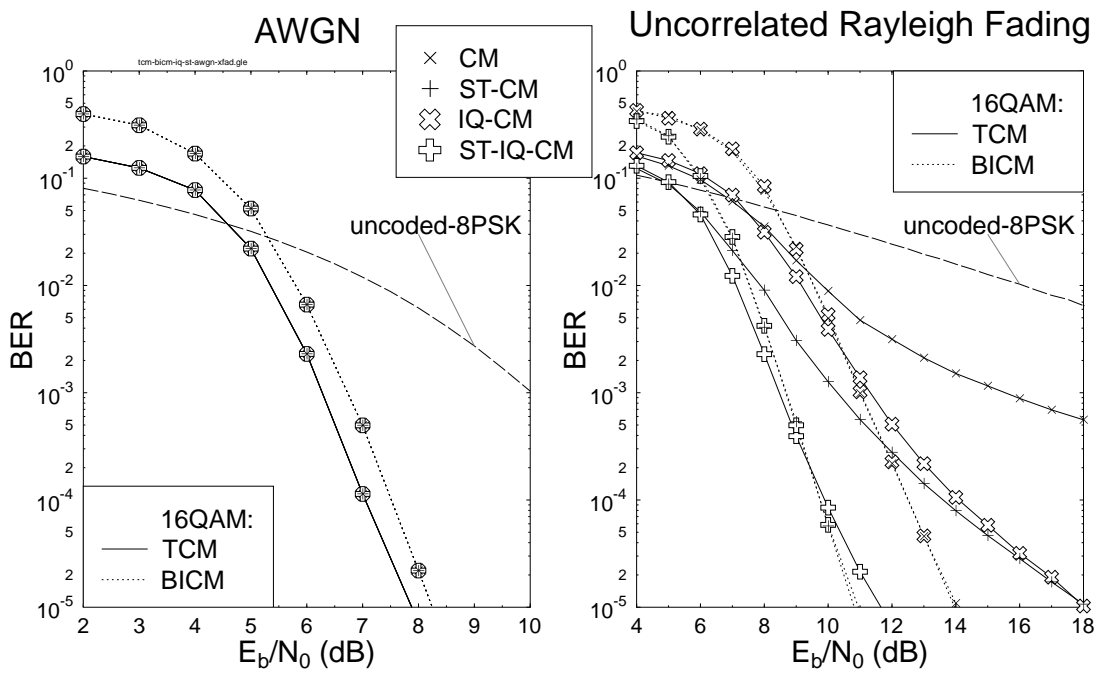 AWGN
Uncorrelated Rayleigh Fading
tcm-bicm-iq-st-awgn-xfad.gle
CM
ST-CM
IQ-CM
ST-IQ-CM
BER
10^0
5
2
10^-1
5
2
10^-2
5
2
10^-3
5
2
10^-4
5
2
10^-5
uncoded-8PSK
16QAM:
TCM
BICM
2 3 4 5 6 7 8 9 10
E_b/N_0 (dB)
BER
10^0
5
2
10^-1
5
2
10^-2
5
2
10^-3
5
2
10^-4
5
2
10^-5
16QAM:
TCM
BICM
uncoded-8PSK
4 6 8 10 12 14 16 18
E_b/N_0 (dB)